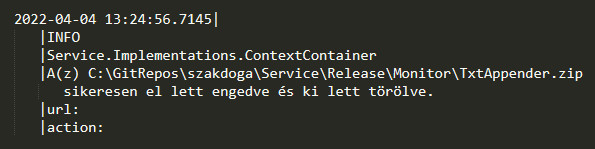 2022-04-04 13:24:56.7145|
|INFO
|Service.Implementations.ContextContainer
|A(z) C:\GitRepos\szakdoga\Service\Release\Monitor\TxtAppender.zip
sikeresen el lett engedve és ki lett törölve.
|url:
|action: